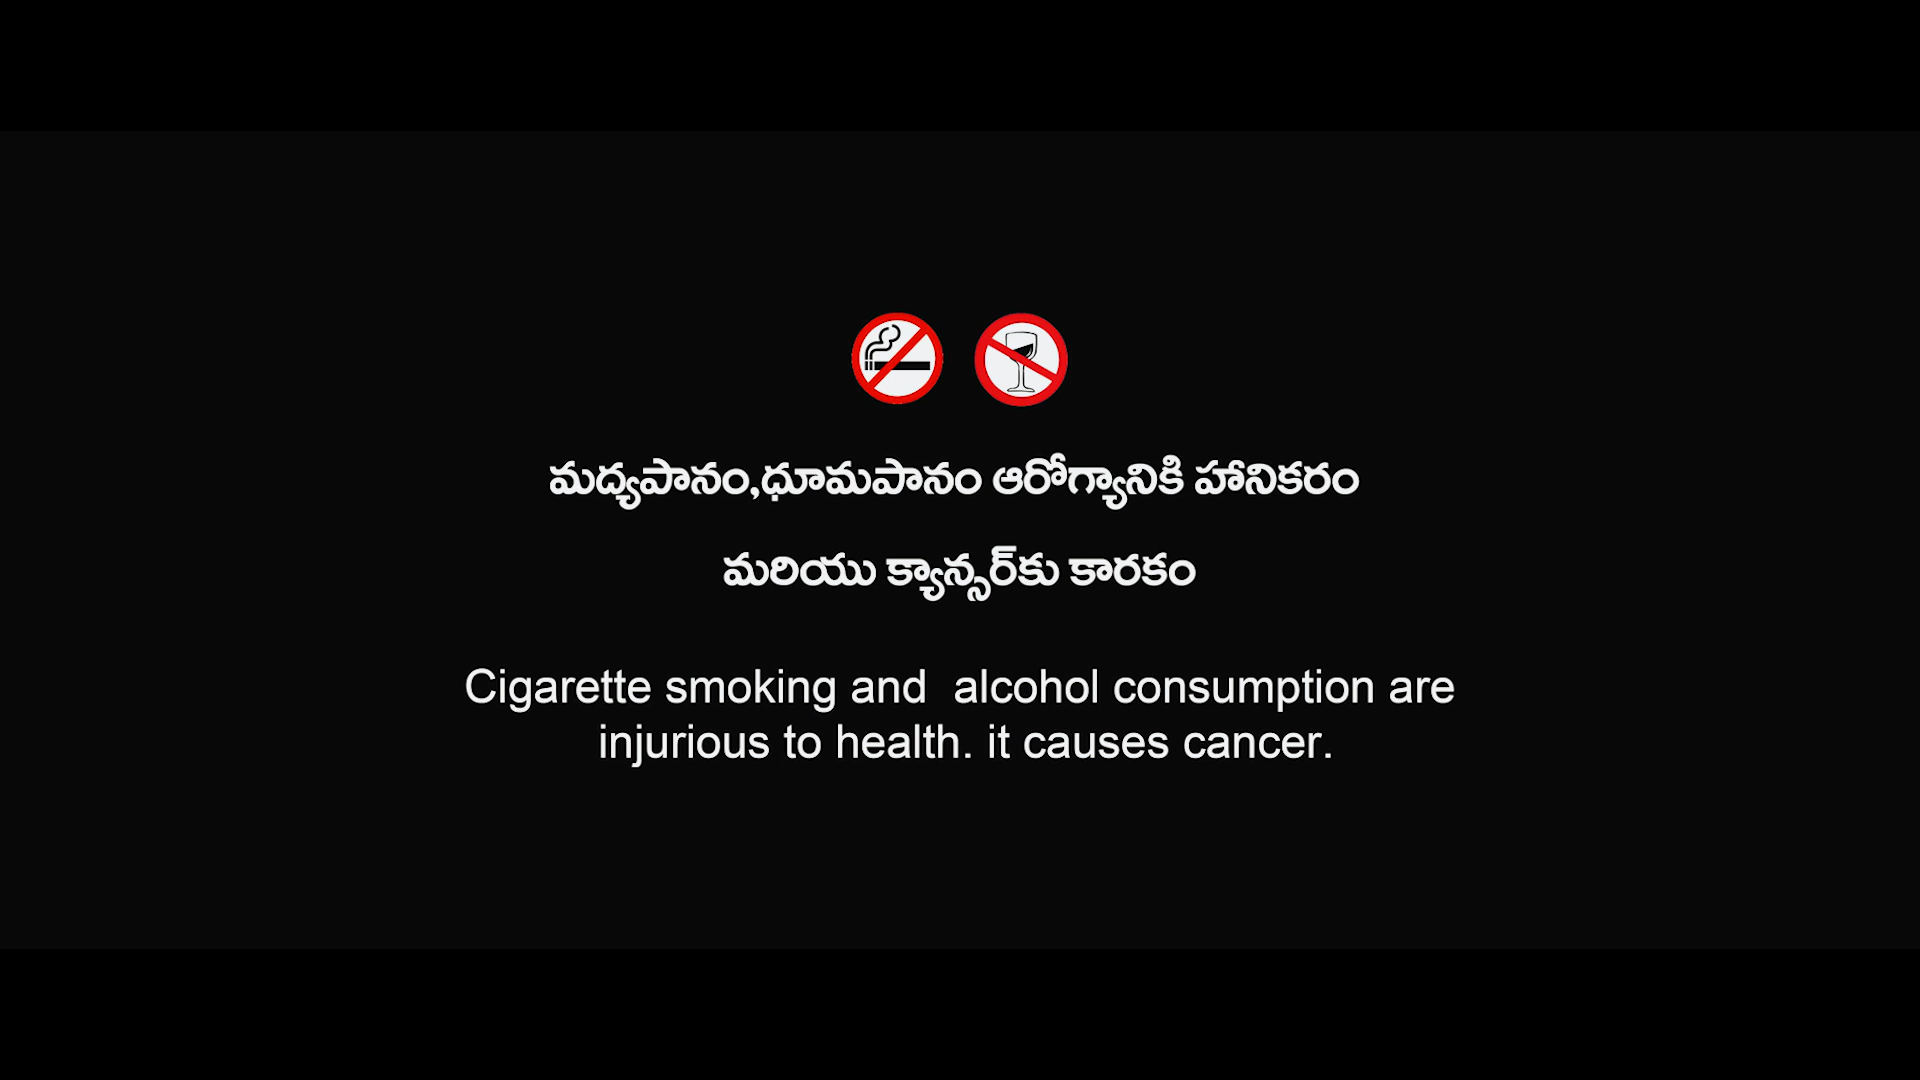 మద్యపానం,ధూమపానం ఆరోగ్యానికి హానికరం
మరియు క్యాన్సర్‌కు కారకం
Cigarette smoking and  alcohol consumption are
injurious to health. it causes cancer.